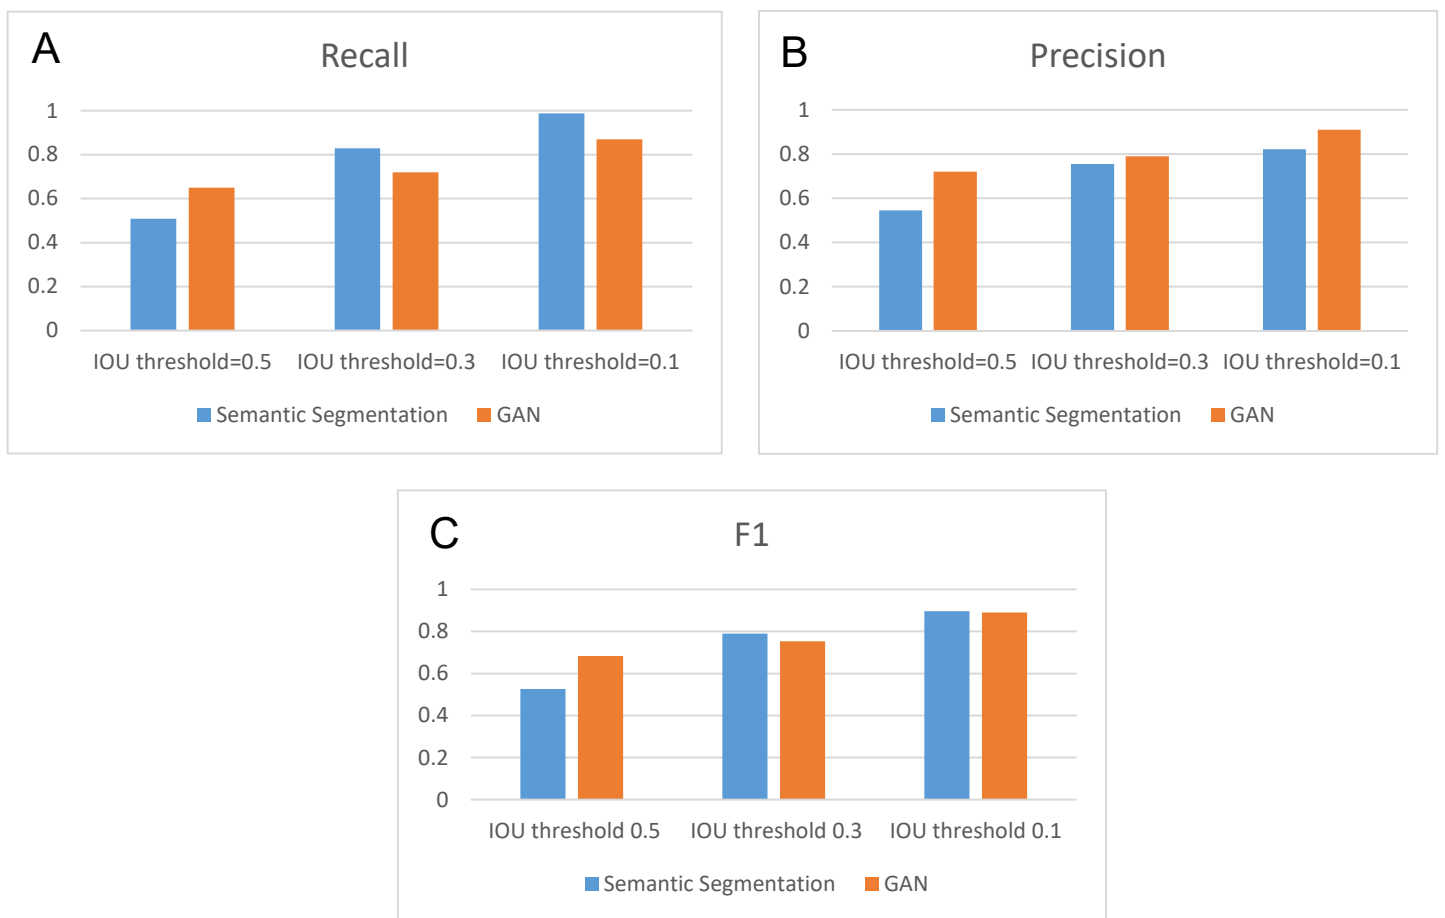 A
Recall
1
0.8
0.6
0.4
0.2
0
IOU threshold=0.5 IOU threshold=0.3 IOU threshold=0.1
Semantic Segmentation GAN
B
Precision
1
0.8
0.6
0.4
0.2
0
IOU threshold=0.5 IOU threshold=0.3 IOU threshold=0.1
Semantic Segmentation GAN
C
F1
1
0.8
0.6
0.4
0.2
0
IOU threshold 0.5 IOU threshold 0.3 IOU threshold 0.1
Semantic Segmentation GAN